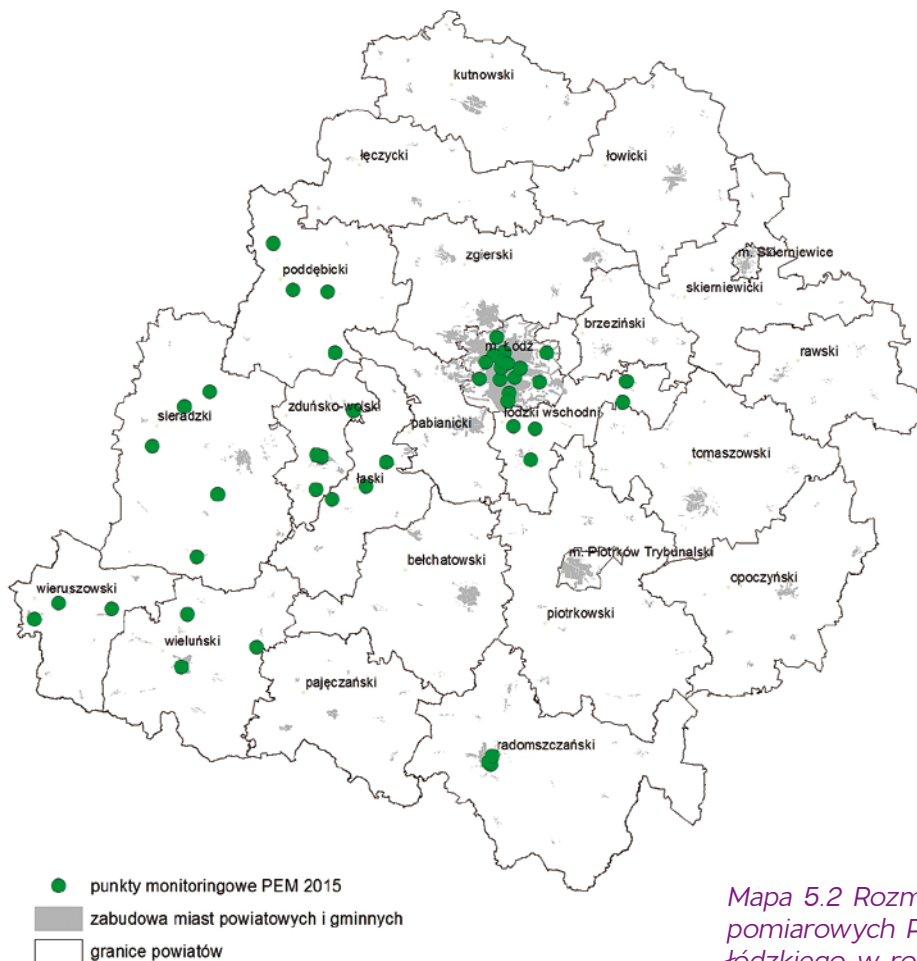 kutnowski
łęczycki
łowicki
m. Skierniewice
zgierski
poddębicki
skierniewicki
brzeziński
m. Łódź
rawski
zduńsko-wolski
sieradzki
pabianicki
łódzki wschodni
tomaszowski
łaski
m. Piotrków Trybunalski
bełchatowski
opoczyński
wieruszowski
piotrkowski
wieluński
pajęczański
radomszczański
punkty monitoringowe PEM 2015
zabudowa miast powiatowych i gminnych
granice powiatów
Mapa 5.2 Rozm
pomiarowych P
łódzkiego w ro